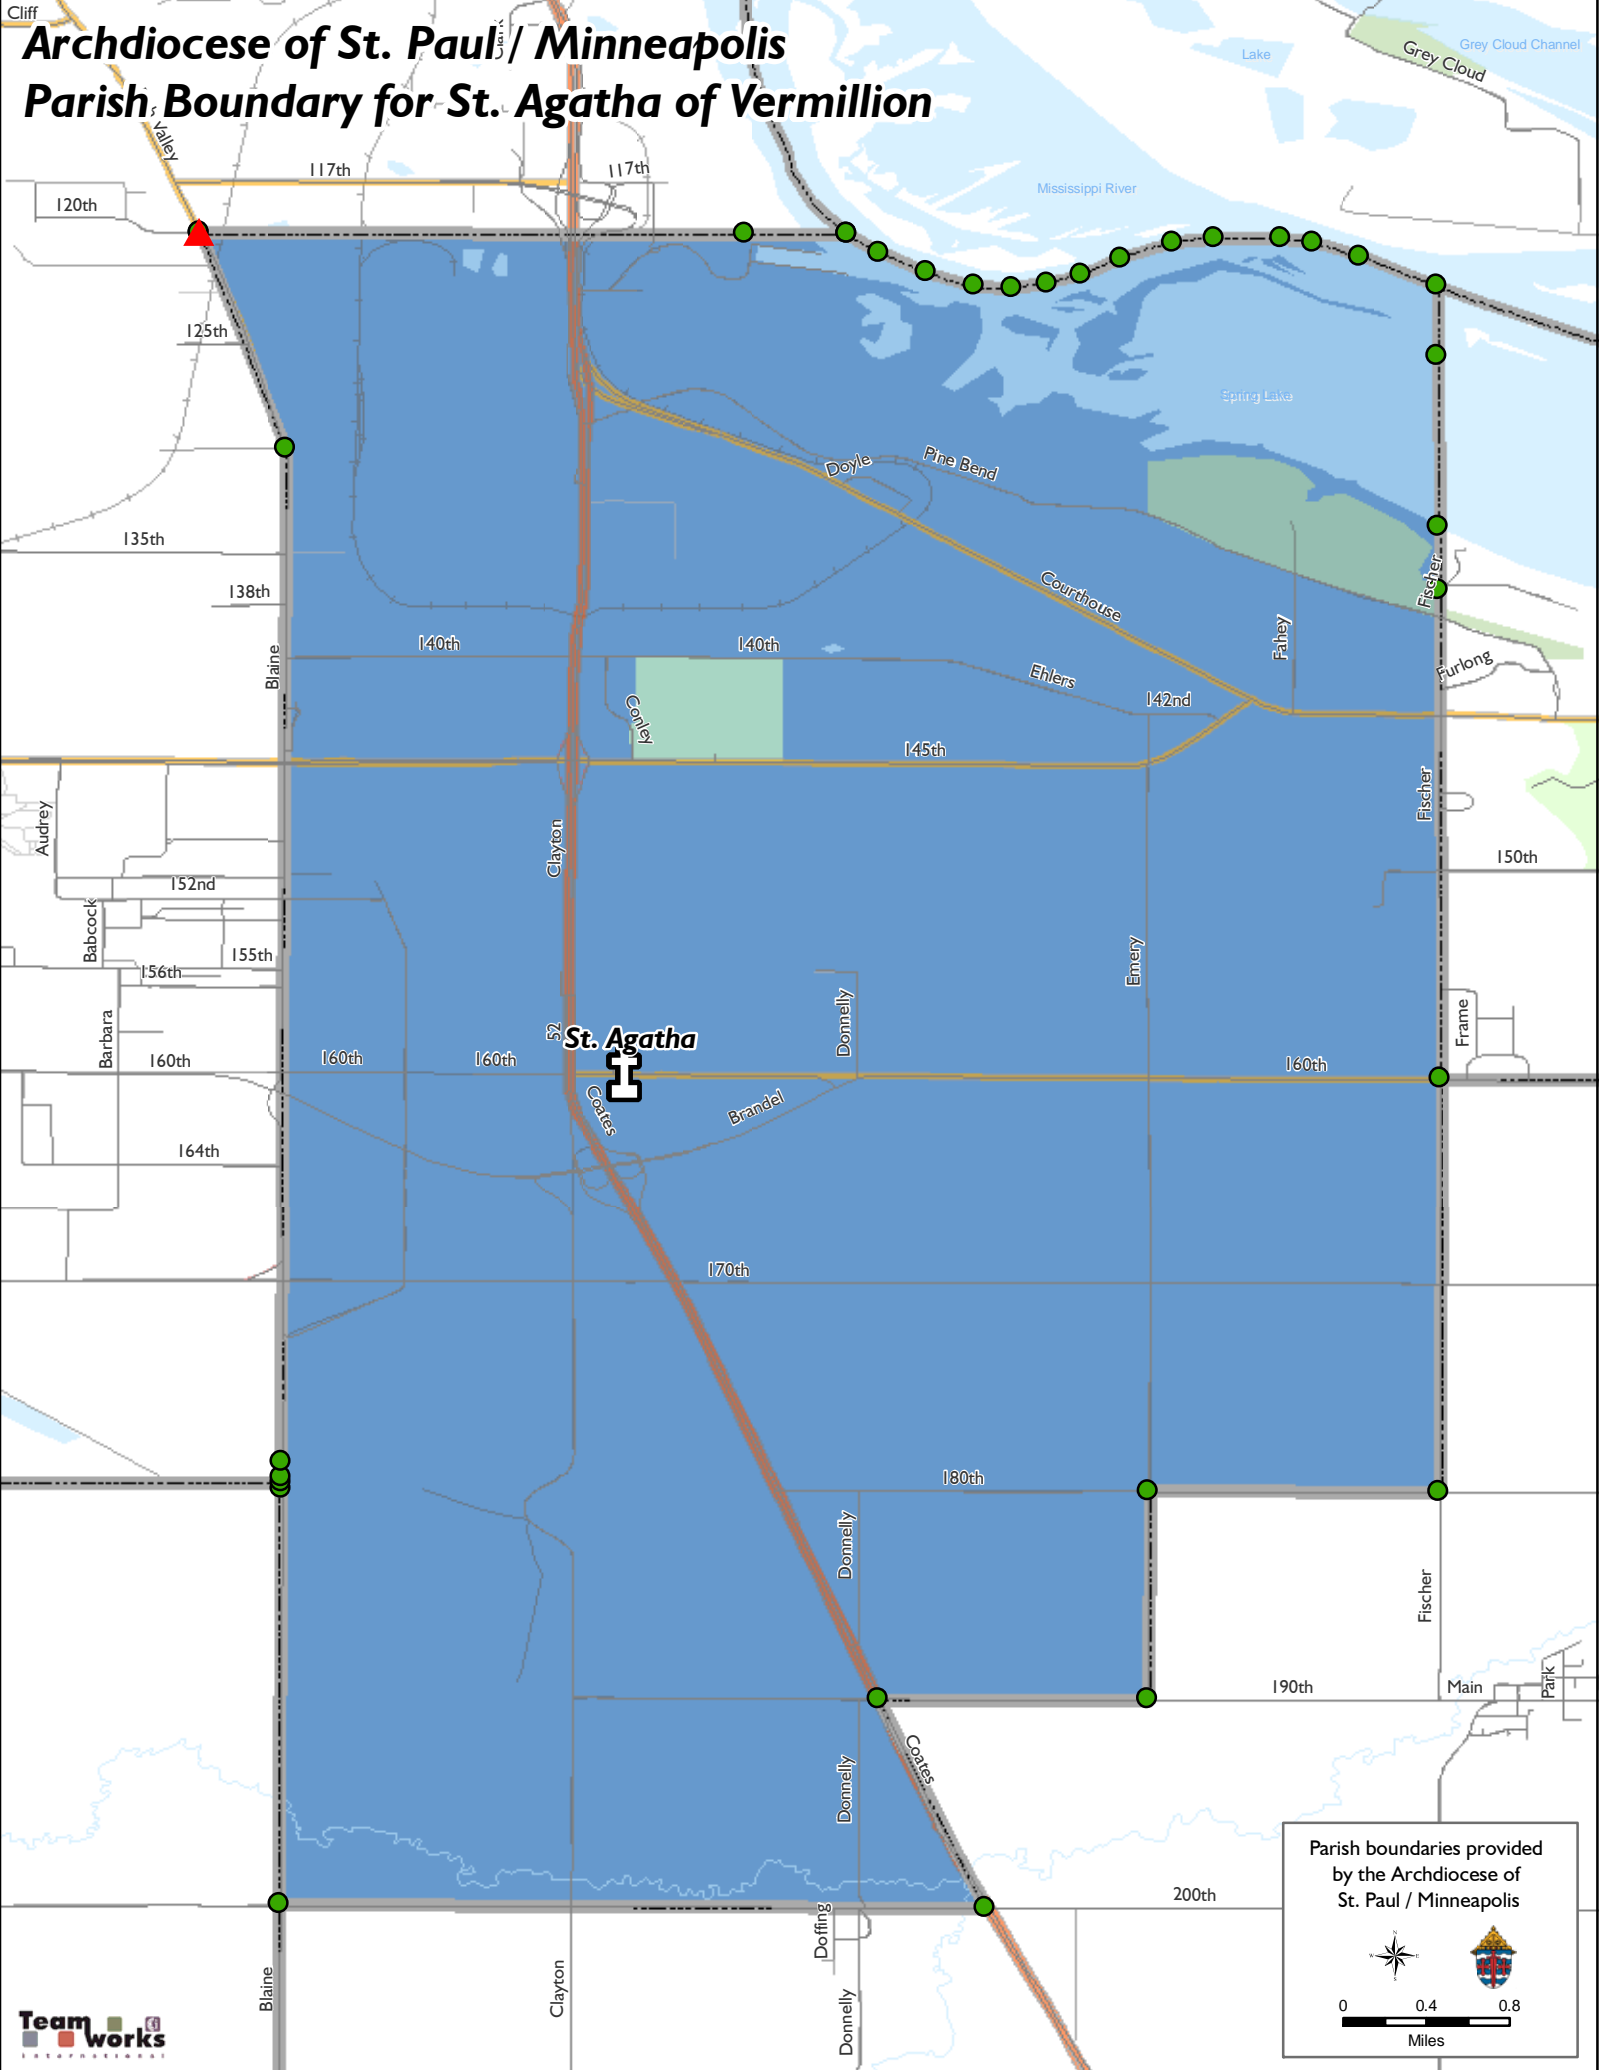 Cliff
Archdiocese of St. Paul / Minneapolis
Parish Boundary for St. Agatha of Vermillion
Grey Cloud Channel
Lake
Grey Cloud
Valley
117th
117th
120th
Mississippi River
125th
Spring Lake
Doyle
Pine Bend
135th
138th
Courthouse
Fischer
Blaine
140th
140th
Fahey
Ehlers
Furlong
142nd
Conley
145th
Audrey
Clayton
Fischer
150th
152nd
Babcock
155th
156th
Emery
Donnelly
Barbara
52
St. Agatha
Frame
160th
160th
160th
160th
Coates
Brandel
164th
170th
180th
Donnelly
Fischer
190th
Main
Park
Coates
Donnelly
200th
Doffing
Blaine
Clayton
Donnelly
Parish boundaries provided
by the Archdiocese of
St. Paul / Minneapolis
N
W
E
S
0 0.4 0.8
Miles
Team
works
international